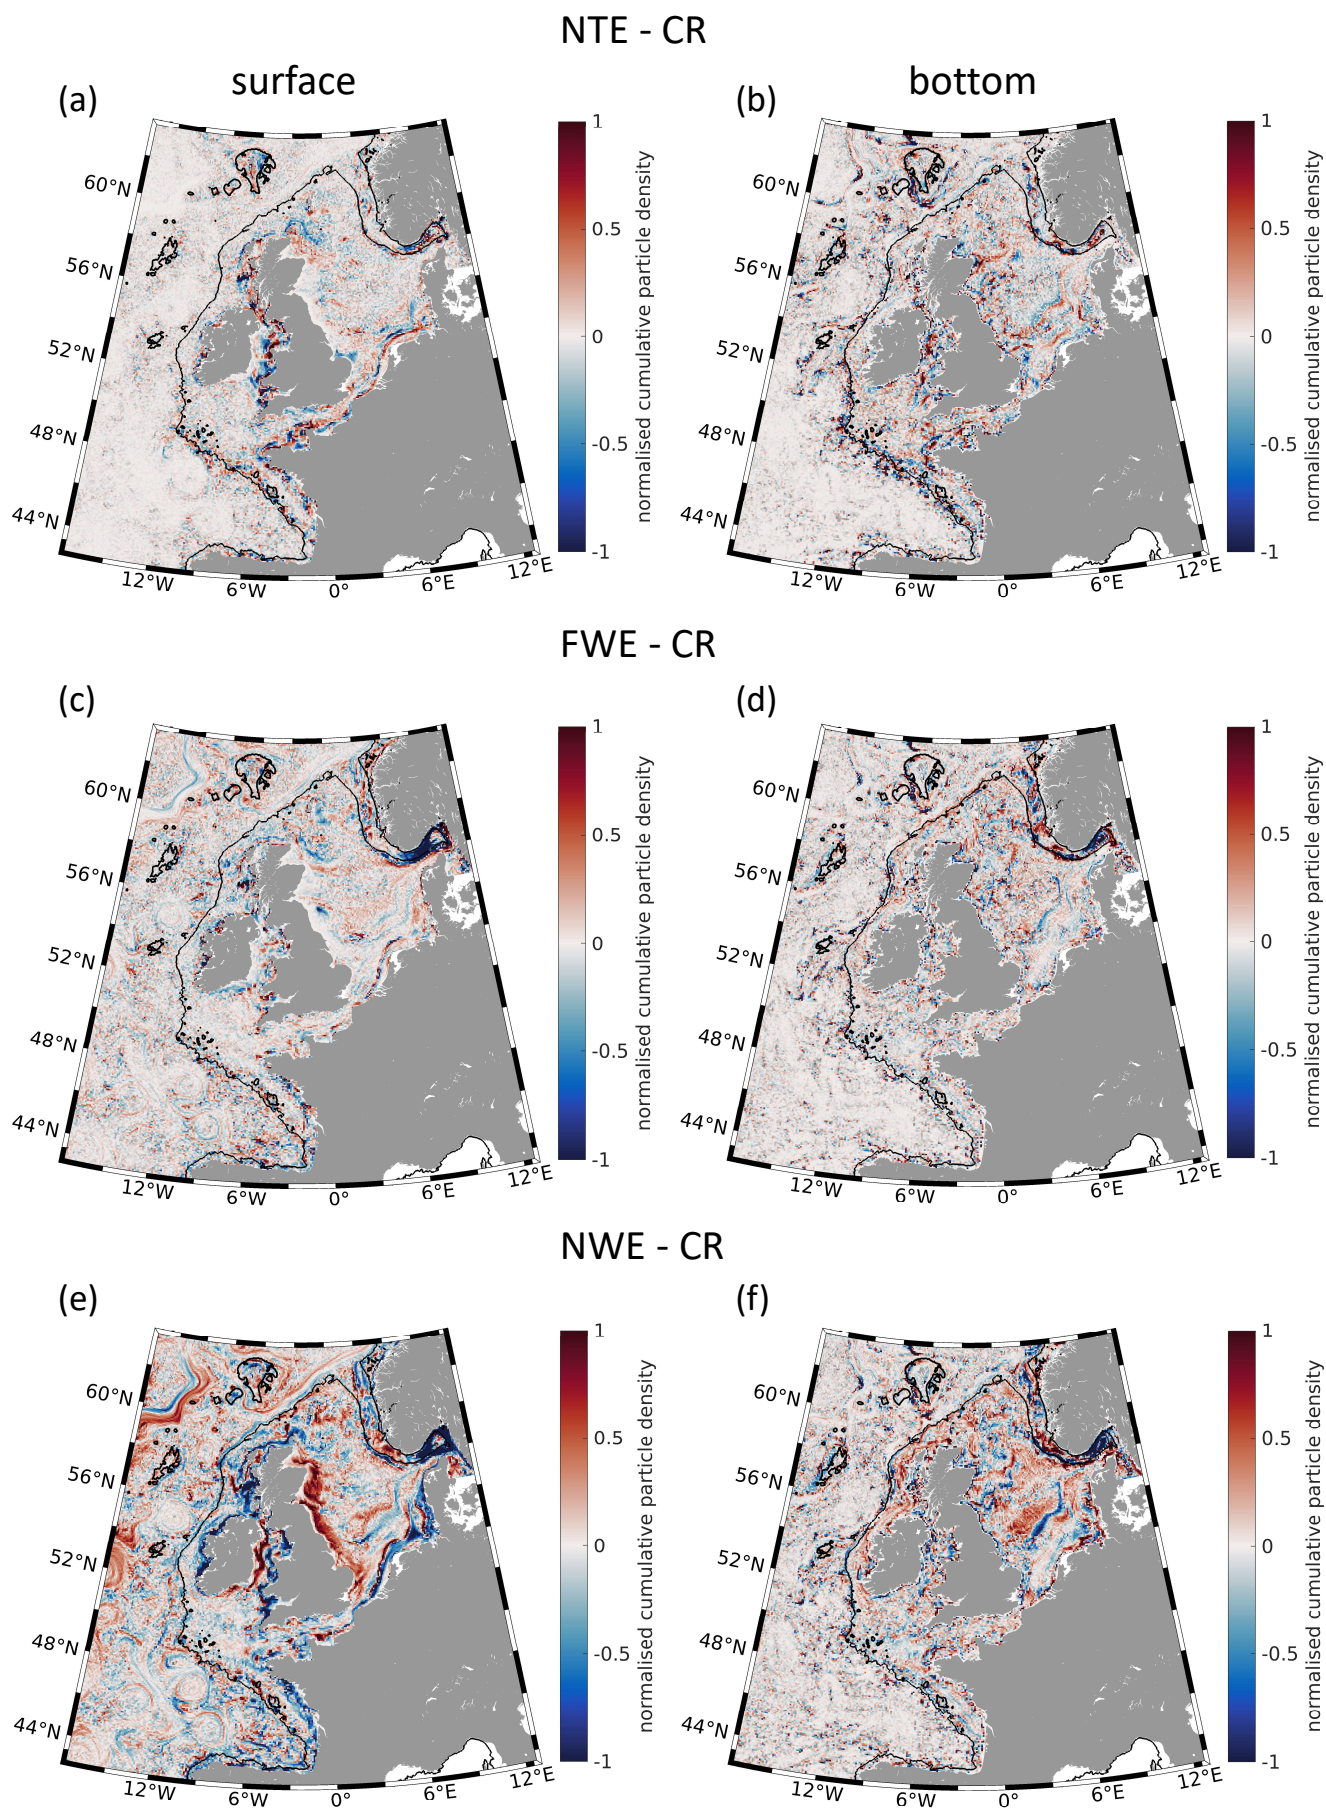 NTE - CR
surface
bottom
(a)
60°N
56°N
52°N
48°N
44°N
12°W
6°W
0°
6°E
12°E
1
0.5
0
-0.5
-1
normalised cumulative particle density
(b)
60°N
56°N
52°N
48°N
44°N
12°W
6°W
0°
6°E
12°E
1
0.5
0
-0.5
-1
normalised cumulative particle density
FWE - CR
(c)
60°N
56°N
52°N
48°N
44°N
12°W
6°W
0°
6°E
12°E
1
0.5
0
-0.5
-1
normalised cumulative particle density
(d)
60°N
56°N
52°N
48°N
44°N
12°W
6°W
0°
6°E
12°E
1
0.5
0
-0.5
-1
normalised cumulative particle density
NWE - CR
(e)
60°N
56°N
52°N
48°N
44°N
12°W
6°W
0°
6°E
12°E
1
0.5
0
-0.5
-1
normalised cumulative particle density
(f)
60°N
56°N
52°N
48°N
44°N
12°W
6°W
0°
6°E
12°E
1
0.5
0
-0.5
-1
normalised cumulative particle density